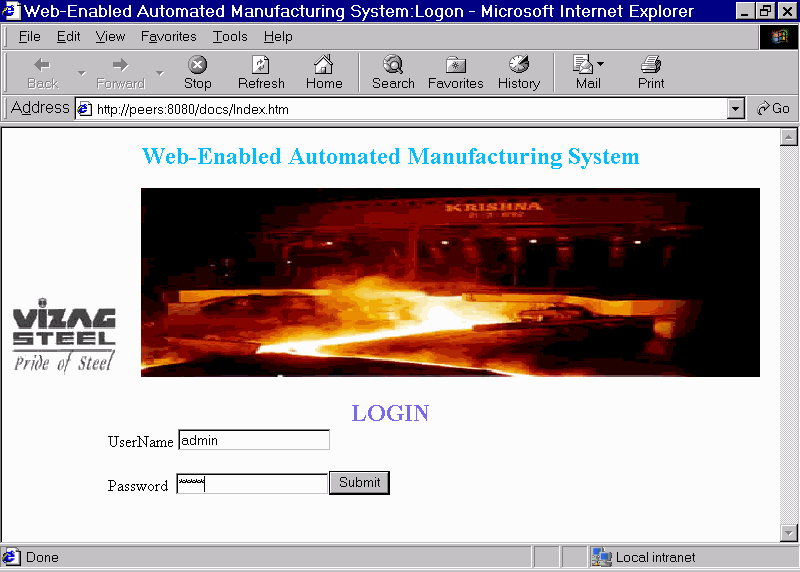 Web-Enabled Automated Manufacturing System:Logon - Microsoft Internet Explorer
File Edit View Favorites Tools Help
Back Forward Stop Refresh Home Search Favorites History Mail Print
Address http://peers:8080/docs/Index.htm Go
Web-Enabled Automated Manufacturing System
KRISHNA
VIZAG
STEEL
Pride of Steel
LOGIN
UserName admin
Password ***** Submit
Done Local intranet